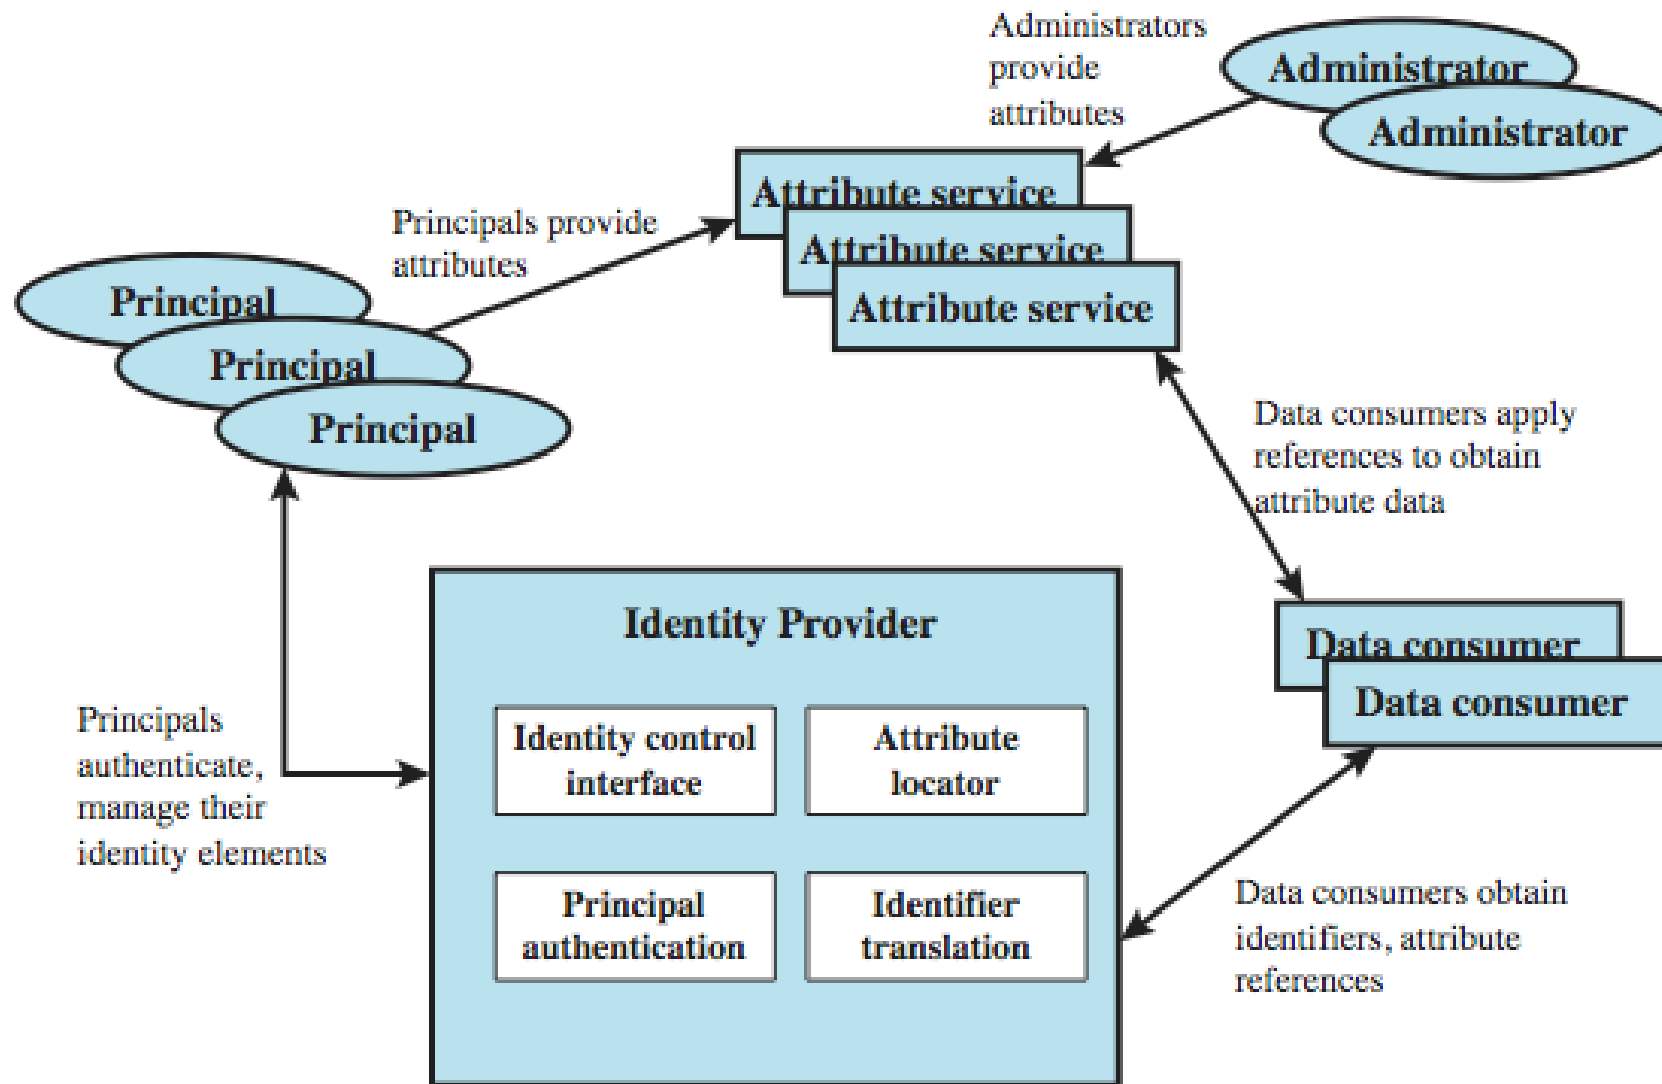 Administrators
provide
attributes
Administrator
Administrator
Attribute service
Attribute service
Attribute service
Principals provide
attributes
Principal
Principal
Principal
Data consumers apply
references to obtain
attribute data
Identity Provider
Data consumer
Data consumer
Principals
authenticate,
manage their
identity elements
Identity control
interface
Attribute
locator
Principal
authentication
Identifier
translation
Data consumers obtain
identifiers, attribute
references